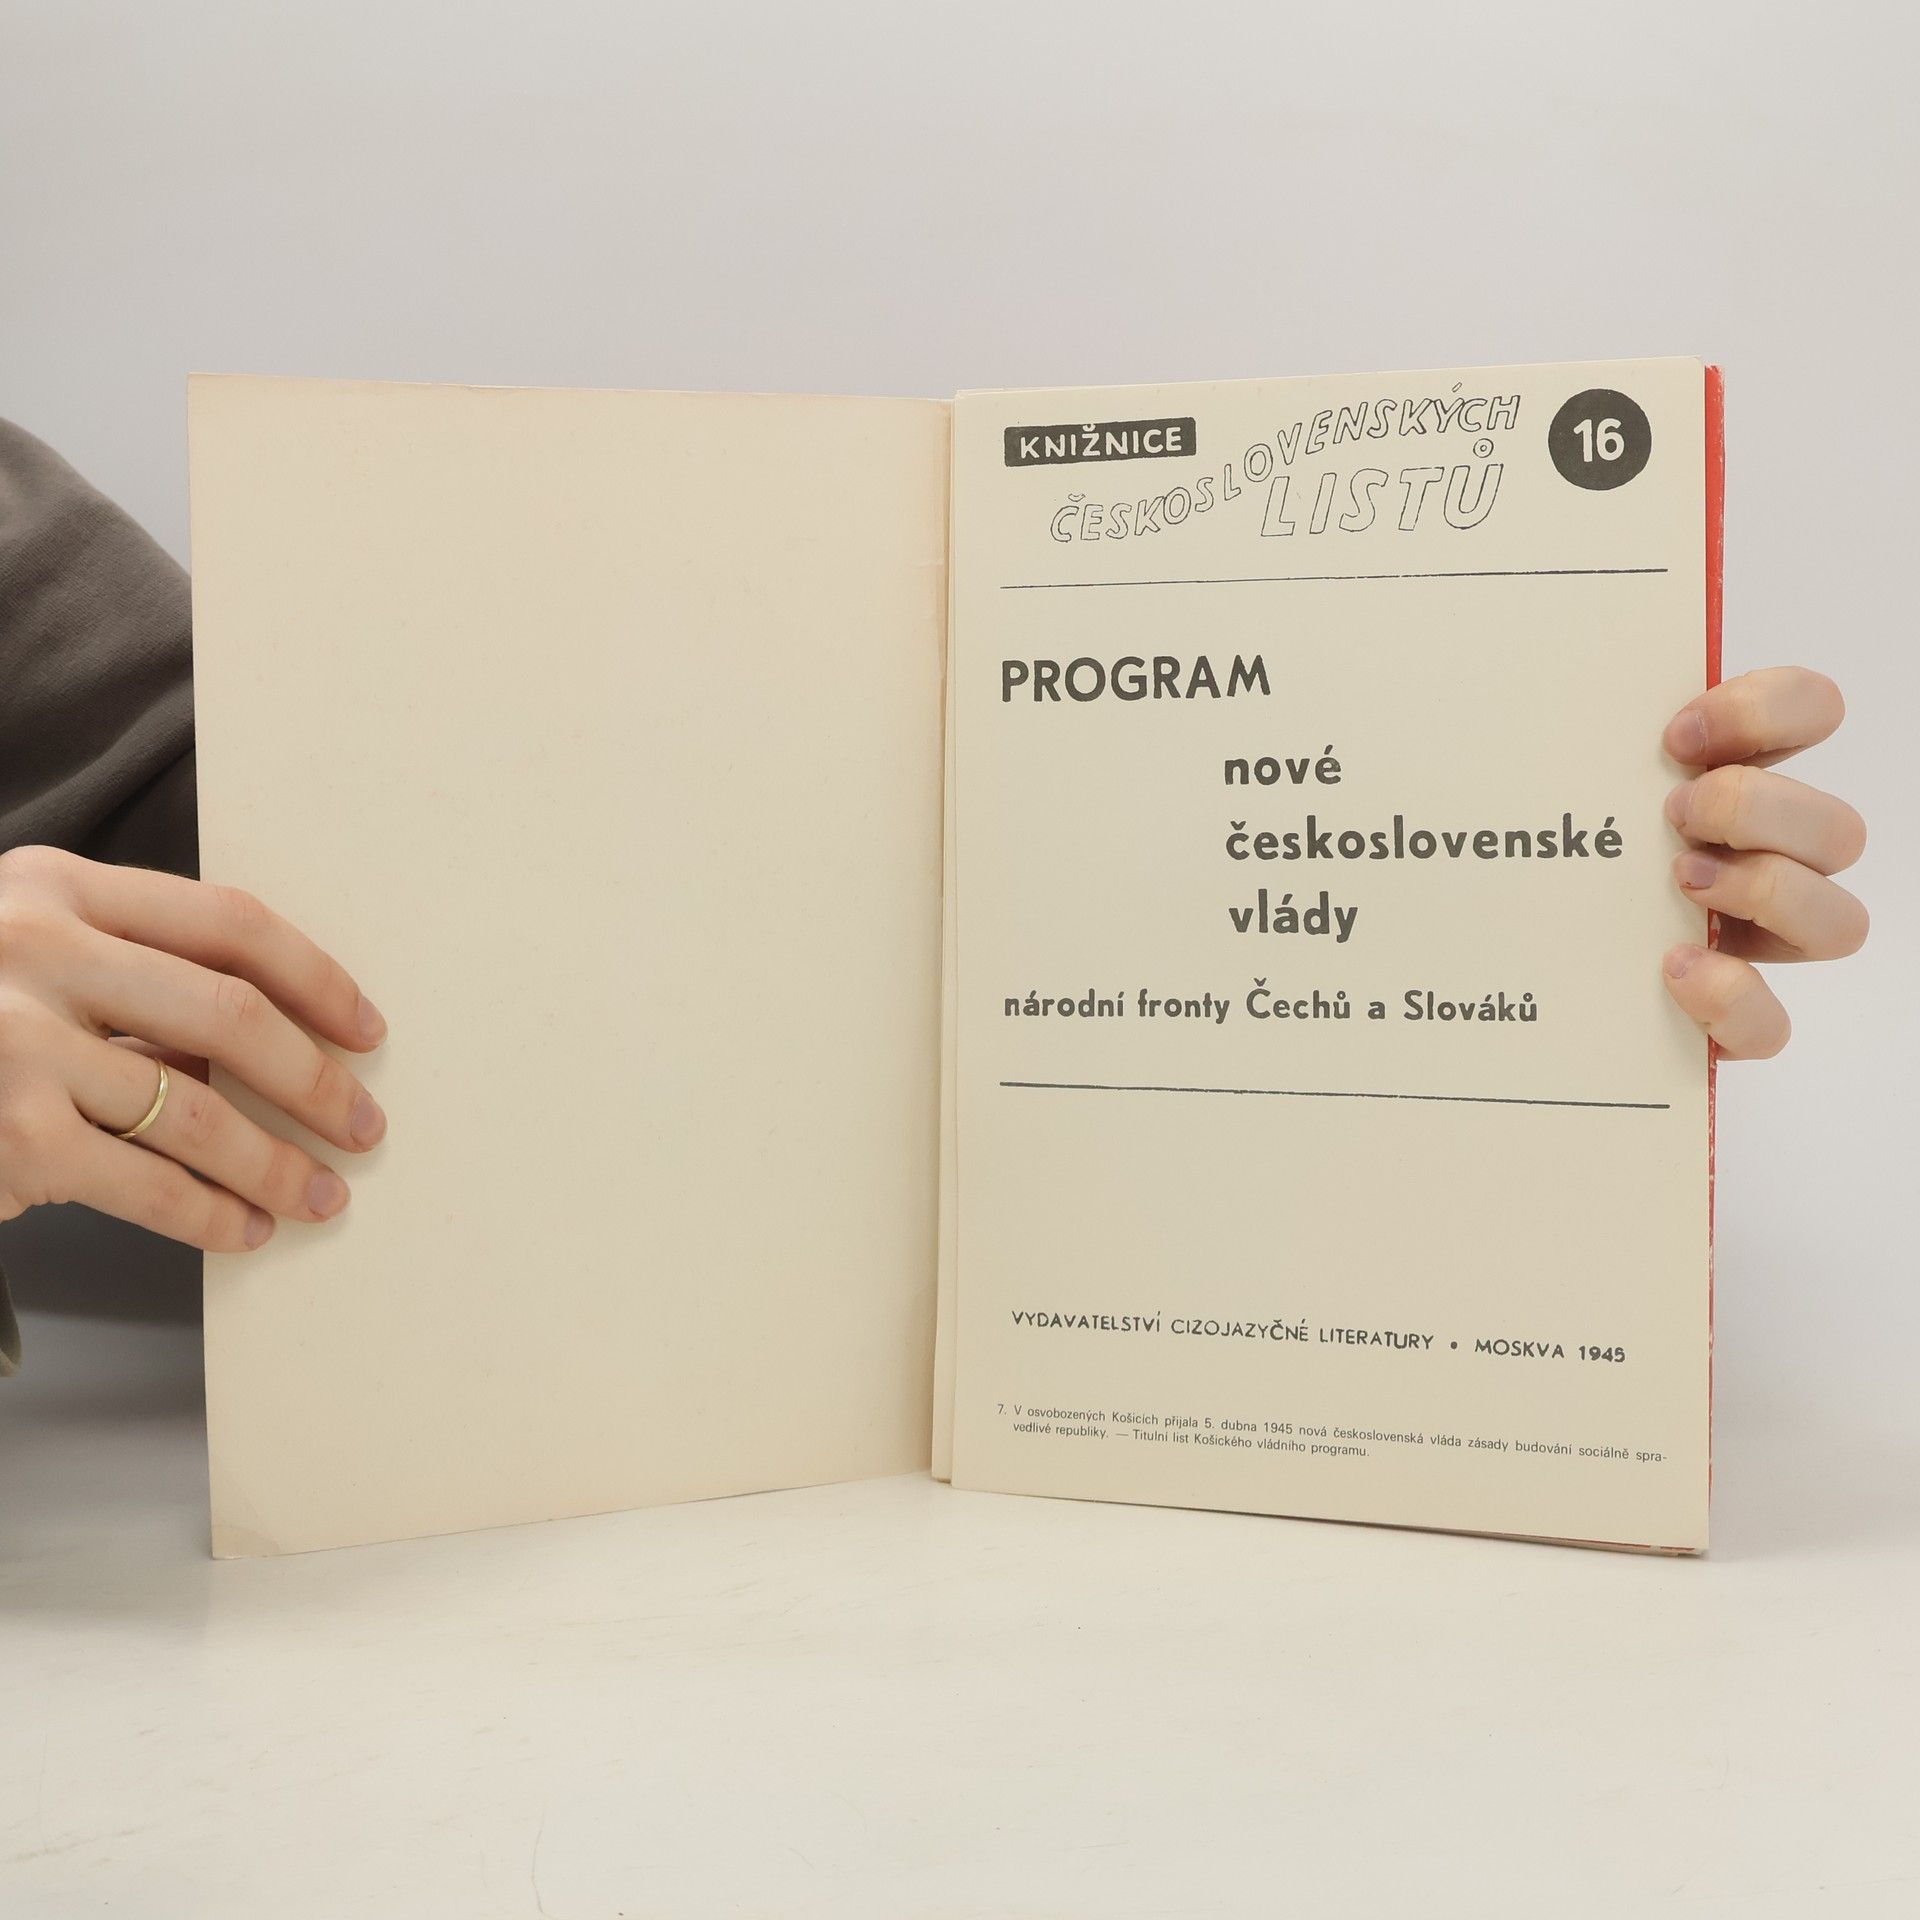 KNIŽNICE
ČESKOSLOVENSKÝCH
LISTŮ
16
PROGRAM
nové
československé
vlády
národní fronty Čechů a Slováků
VYDAVATELSTVÍ CIZOJAZYČNÉ LITERATURY • MOSKVA 1945
7. V osvobozených Košicích přijala 5. dubna 1945 nová československá vláda zásady budování sociálně spra-
vedlivé republiky. — Titulní list Košického vládního programu.